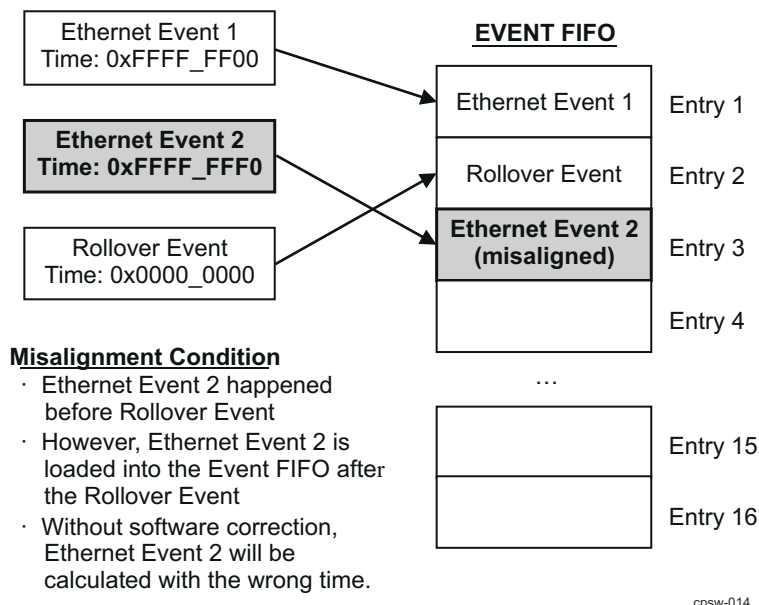 Ethernet Event 1
Time: 0xFFFF_FF00
Ethernet Event 2
Time: 0xFFFF_FFF0
Rollover Event
Time: 0x0000_0000
EVENT FIFO
Ethernet Event 1
Entry 1
Rollover Event
Entry 2
Ethernet Event 2
(misaligned)
Entry 3
Entry 4
…
Entry 15
Entry 16
Misalignment Condition
· Ethernet Event 2 happened
before Rollover Event
· However, Ethernet Event 2 is
loaded into the Event FIFO after
the Rollover Event
· Without software correction,
Ethernet Event 2 will be
calculated with the wrong time.
cpsw-014